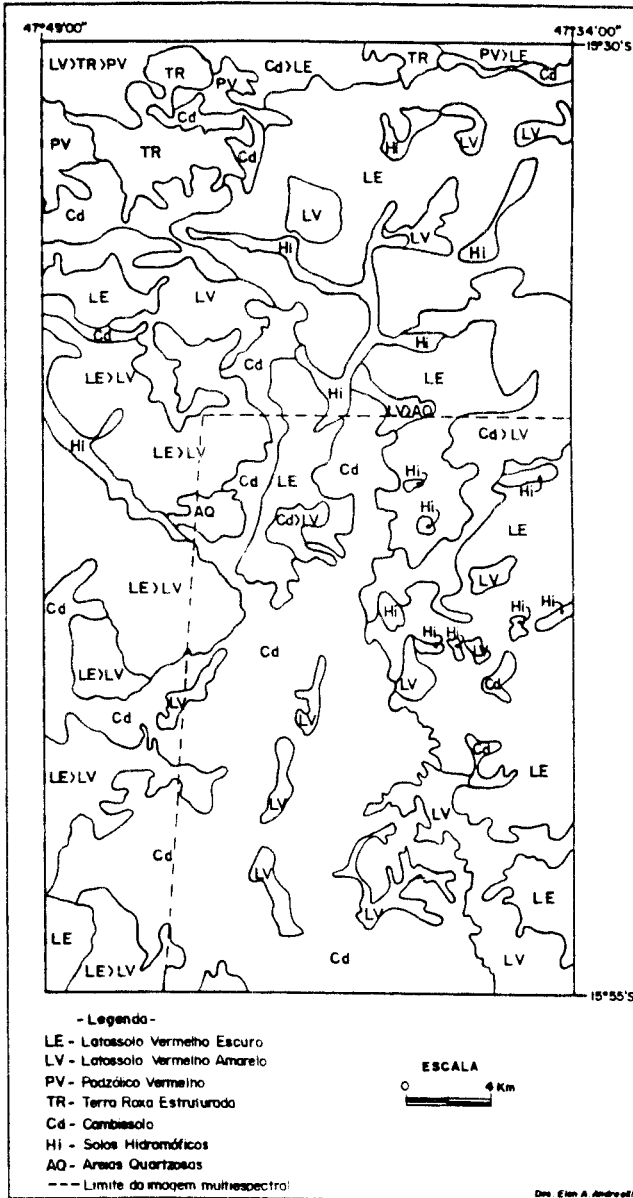 47°49'00" 47°34'00"
15°30'S
LV>TR>PV TR Cd>LE TR PV>LE
PV Cd
Cd
PV TR Cd Hi LV LV
LE
Cd LV LV
Hi Hi
LE LV
Cd Hi
LE>LV Cd LE
Hi LV>AQ
Hi LE>LV Cd>LV
Cd LE Cd Hi Hi
AQ Cd>LV Hi LE
LE>LV LV
Cd Hi Hi Hi
Cd Hi Hi LV
LE>LV LV Cd
LV
Cd LV
Cd
LE>LV LE
LV LV
Cd
LV LE
LV
LE Cd LV
LE>LV
15°55'S
- Legenda -
LE - Latossolo Vermelho Escuro
LV - Latossolo Vermelho Amarelo
PV - Podzólico Vermelho
TR - Terra Roxa Estruturada
Cd - Cambissolo
Hi - Solos Hidromóficos
AQ - Areias Quartzosas
--- Limite da imagem multiespectral
ESCALA
0 4 Km